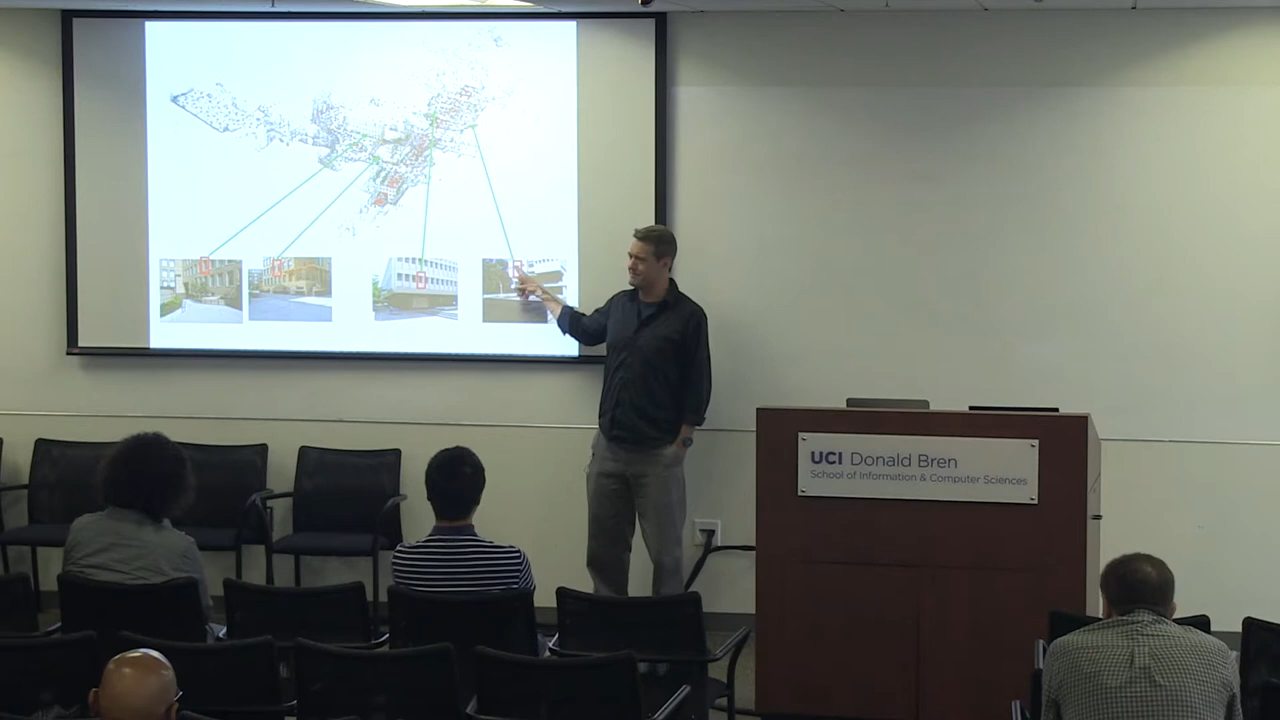 UCI Donald Bren
School of Information & Computer Sciences